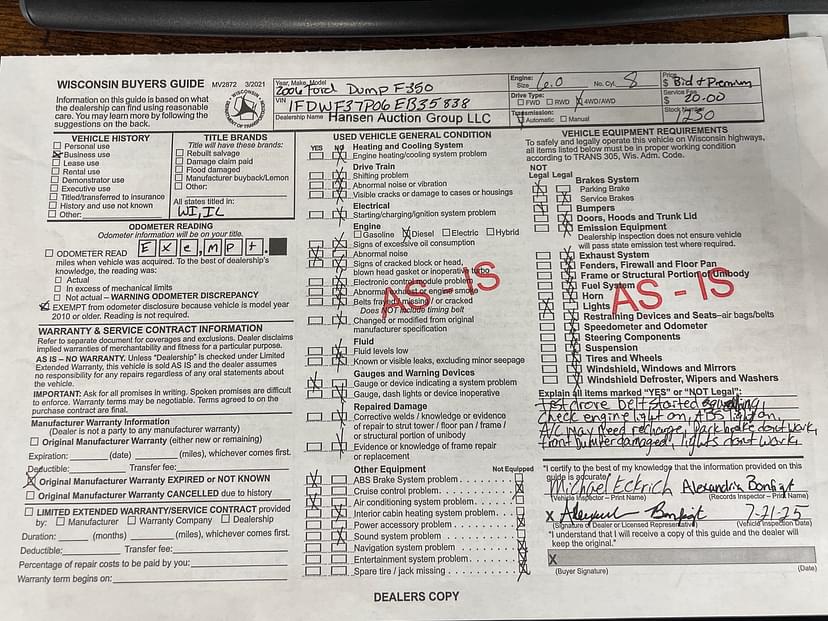 WISCONSIN BUYERS GUIDE MV2872 3/2021
Information on this guide is based on what
the dealership can find using reasonable
care. You may learn more by following the
suggestions on the back.
WISCONSIN
Year, Make, Model
2006 Ford Dump F350
VIN 1FDWF37P06EB35838
Dealership Name Hansen Auction Group LLC
Engine:
Size 6.0 No. Cyl. 8
Drive Type:
FWD RWD 4WD/AWD
Transmission:
Automatic Manual
Price
$ Bid + Premium
Service Fee
$ 80.00
Stock Number
1230
VEHICLE HISTORY
Personal use
Business use
Lease use
Rental use
Demonstrator use
Executive use
Titled/transferred to insurance
History and use not known
Other:
TITLE BRANDS
Title will have these brands:
Rebuilt salvage
Damage claim paid
Flood damaged
Manufacturer buyback/Lemon
Other:
All states titled in:
WI, IL
ODOMETER READING
Odometer information will be on your title.
ODOMETER READ Exempt.
miles when vehicle was acquired. To the best of dealership's
knowledge, the reading was:
Actual
In excess of mechanical limits
Not actual – WARNING ODOMETER DISCREPANCY
EXEMPT from odometer disclosure because vehicle is model year
2010 or older. Reading is not required.
WARRANTY & SERVICE CONTRACT INFORMATION
Refer to separate document for coverages and exclusions. Dealer disclaims
implied warranties of merchantability and fitness for a particular purpose.
AS IS – NO WARRANTY. Unless "Dealership" is checked under Limited
Extended Warranty, this vehicle is sold AS IS and the dealer assumes
no responsibility for any repairs regardless of any oral statements about
the vehicle.
IMPORTANT: Ask for all promises in writing. Spoken promises are difficult
to enforce. Warranty terms may be negotiable. Terms agreed to on the
purchase contract are final.
Manufacturer Warranty Information
(Dealer is not a party to any manufacturer warranty)
Original Manufacturer Warranty (either new or remaining)
Expiration: (date) (miles), whichever comes first.
Deductible: Transfer fee:
Original Manufacturer Warranty EXPIRED or NOT KNOWN
Original Manufacturer Warranty CANCELLED due to history
LIMITED EXTENDED WARRANTY/SERVICE CONTRACT provided
by: Manufacturer Warranty Company Dealership
Duration: (months) (miles), whichever comes first.
Deductible: Transfer fee:
Percentage of repair costs to be paid by you:
Warranty term begins on:
USED VEHICLE GENERAL CONDITION
YES NO
Heating and Cooling System
Engine heating/cooling system problem
Drive Train
Shifting problem
Abnormal noise or vibration
Visible cracks or damage to cases or housings
Electrical
Starting/charging/ignition system problem
Engine
Gasoline Diesel Electric Hybrid
Signs of excessive oil consumption
Abnormal noise
Signs of cracked block or head,
blown head gasket or inoperative turbo
Electronic control module problem
Abnormal exhaust or engine smoke
Belts frayed, missing or cracked
Does NOT include timing belt
Changed or modified from original
manufacturer specification
Fluid
Fluid levels low
Known or visible leaks, excluding minor seepage
Gauges and Warning Devices
Gauge or device indicating a system problem
Gauge, dash lights or device inoperative
Repaired Damage
Corrective welds / knowledge or evidence
of repair to strut tower / floor pan / frame /
or structural portion of unibody
Evidence or knowledge of frame repair
or replacement
Other Equipment Not Equipped
ABS Brake System problem
Cruise control problem
Air conditioning system problem
Interior cabin heating system problem
Power accessory problem
Sound system problem
Navigation system problem
Entertainment system problem
Spare tire / jack missing
AS - IS
VEHICLE EQUIPMENT REQUIREMENTS
To safely and legally operate this vehicle on Wisconsin highways,
all items listed below must be in proper working condition
according to TRANS 305, Wis. Adm. Code.
NOT
Legal Legal
Brakes System
Parking Brake
Service Brakes
Bumpers
Doors, Hoods and Trunk Lid
Emission Equipment
Dealership inspection does not ensure vehicle
will pass state emission test where required.
Exhaust System
Fenders, Firewall and Floor Pan
Frame or Structural Portion of Unibody
Fuel System
Horn
Lights
Restraining Devices and Seats–air bags/belts
Speedometer and Odometer
Steering Components
Suspension
Tires and Wheels
Windshield, Windows and Mirrors
Windshield Defroster, Wipers and Washers
AS - IS
Explain all items marked "YES" or "NOT Legal":
Test drove belt started squealing
check engine light on, ABS light on,
A/C may need recharge, Park brake dont work,
front bumper damaged, lights dont work,
"I certify to the best of my knowledge that the information provided on this
guide is accurate"
Michael Eckrich Alexandria Bonfigt
(Vehicle Inspector – Print Name) (Records Inspector – Print Name)
X 7-21-25
(Signature of Dealer or Licensed Representative) (Vehicle Inspection Date)
"I understand that I will receive a copy of this guide and the dealer will
keep the original."
X
(Buyer Signature) (Date)
DEALERS COPY